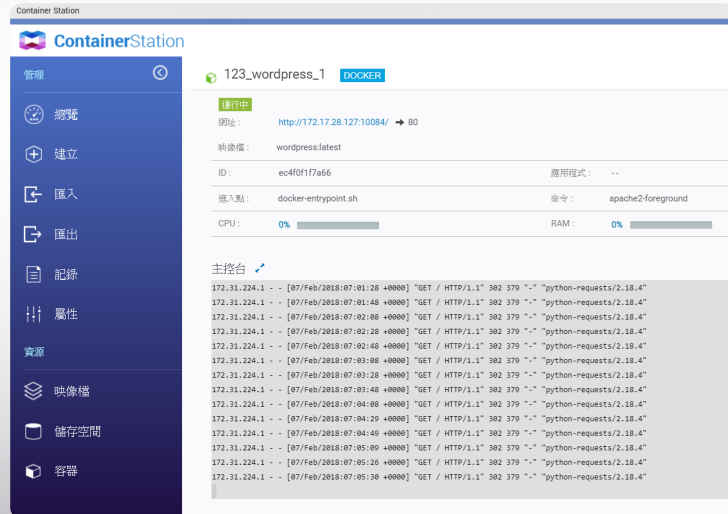 Container Station
ContainerStation
管理
總覽
建立
匯入
匯出
記錄
屬性
資源
映像檔
儲存空間
容器
123_wordpress_1 DOCKER
運行中
網址 : http://172.17.28.127:10084/ ➔ 80
映像檔 : wordpress:latest
ID : ec4f0f1f7a66 應用程式 : --
進入點 : docker-entrypoint.sh 命令 : apache2-foreground
CPU : 0% RAM : 0%
主控台
172.31.224.1 - - [07/Feb/2018:07:01:28 +0000] "GET / HTTP/1.1" 302 379 "-" "python-requests/2.18.4"
172.31.224.1 - - [07/Feb/2018:07:01:48 +0000] "GET / HTTP/1.1" 302 379 "-" "python-requests/2.18.4"
172.31.224.1 - - [07/Feb/2018:07:02:08 +0000] "GET / HTTP/1.1" 302 379 "-" "python-requests/2.18.4"
172.31.224.1 - - [07/Feb/2018:07:02:28 +0000] "GET / HTTP/1.1" 302 379 "-" "python-requests/2.18.4"
172.31.224.1 - - [07/Feb/2018:07:02:48 +0000] "GET / HTTP/1.1" 302 379 "-" "python-requests/2.18.4"
172.31.224.1 - - [07/Feb/2018:07:03:08 +0000] "GET / HTTP/1.1" 302 379 "-" "python-requests/2.18.4"
172.31.224.1 - - [07/Feb/2018:07:03:28 +0000] "GET / HTTP/1.1" 302 379 "-" "python-requests/2.18.4"
172.31.224.1 - - [07/Feb/2018:07:03:48 +0000] "GET / HTTP/1.1" 302 379 "-" "python-requests/2.18.4"
172.31.224.1 - - [07/Feb/2018:07:04:08 +0000] "GET / HTTP/1.1" 302 379 "-" "python-requests/2.18.4"
172.31.224.1 - - [07/Feb/2018:07:04:29 +0000] "GET / HTTP/1.1" 302 379 "-" "python-requests/2.18.4"
172.31.224.1 - - [07/Feb/2018:07:04:49 +0000] "GET / HTTP/1.1" 302 379 "-" "python-requests/2.18.4"
172.31.224.1 - - [07/Feb/2018:07:05:09 +0000] "GET / HTTP/1.1" 302 379 "-" "python-requests/2.18.4"
172.31.224.1 - - [07/Feb/2018:07:05:26 +0000] "GET / HTTP/1.1" 302 379 "-" "python-requests/2.18.4"
172.31.224.1 - - [07/Feb/2018:07:05:30 +0000] "GET / HTTP/1.1" 302 379 "-" "python-requests/2.18.4"